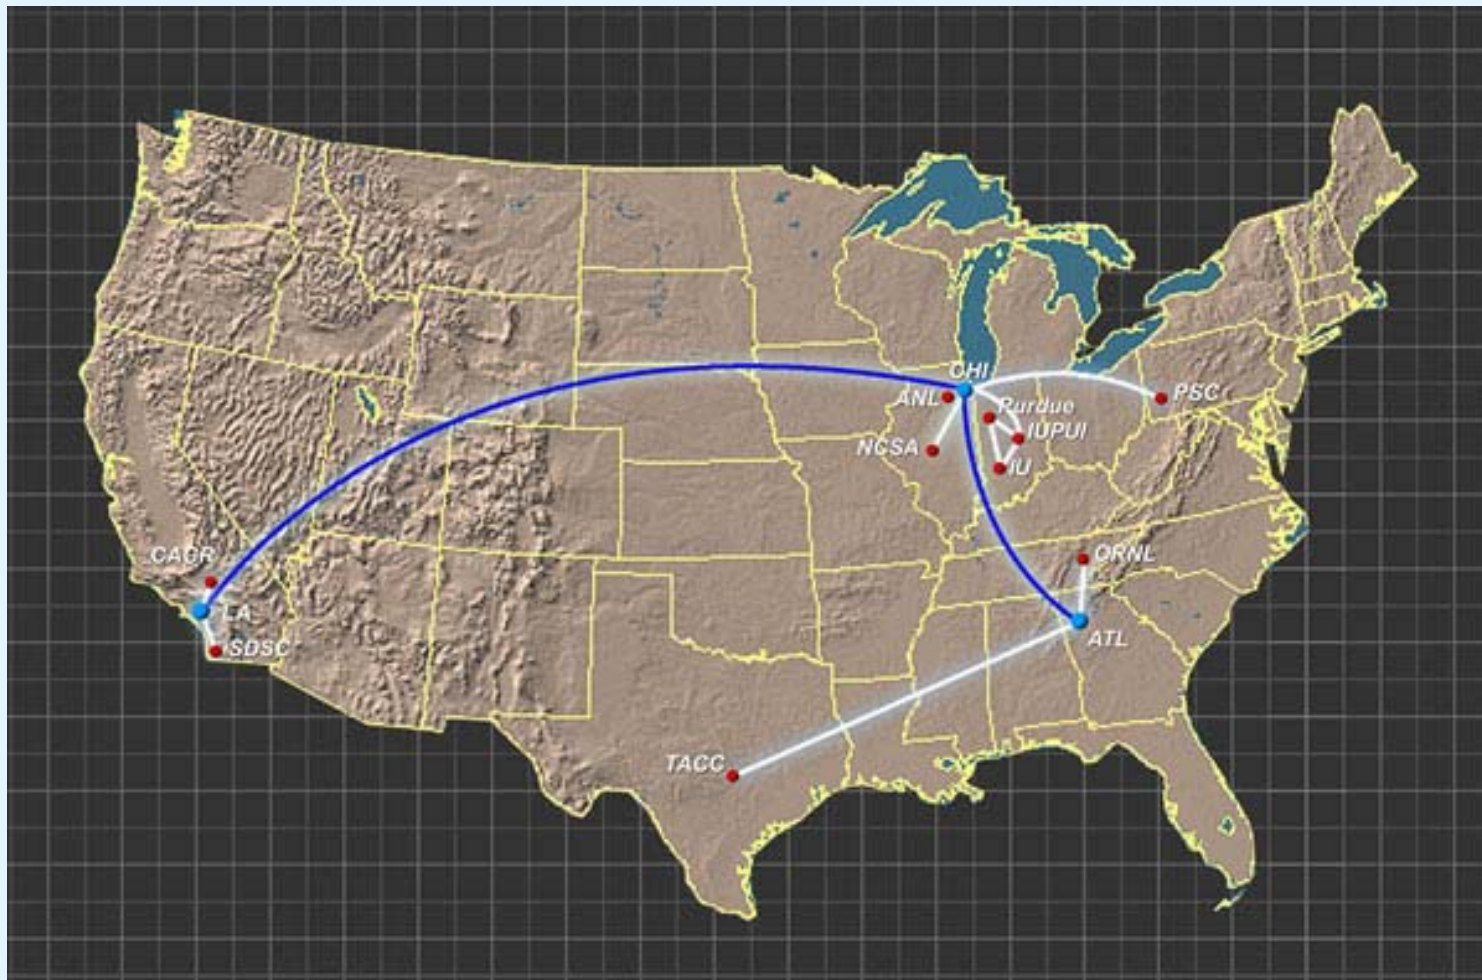 CHI
ANL
PSC
Purdue
IUPUI
NCSA
IU
CACR
ORNL
LA
ATL
SDSC
TACC